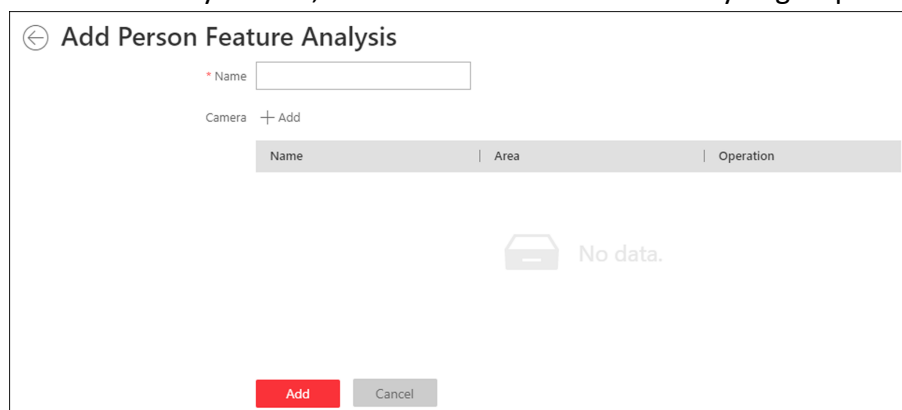 Add Person Feature Analysis
* Name
Camera + Add
Name | Area | Operation
No data.
Add Cancel